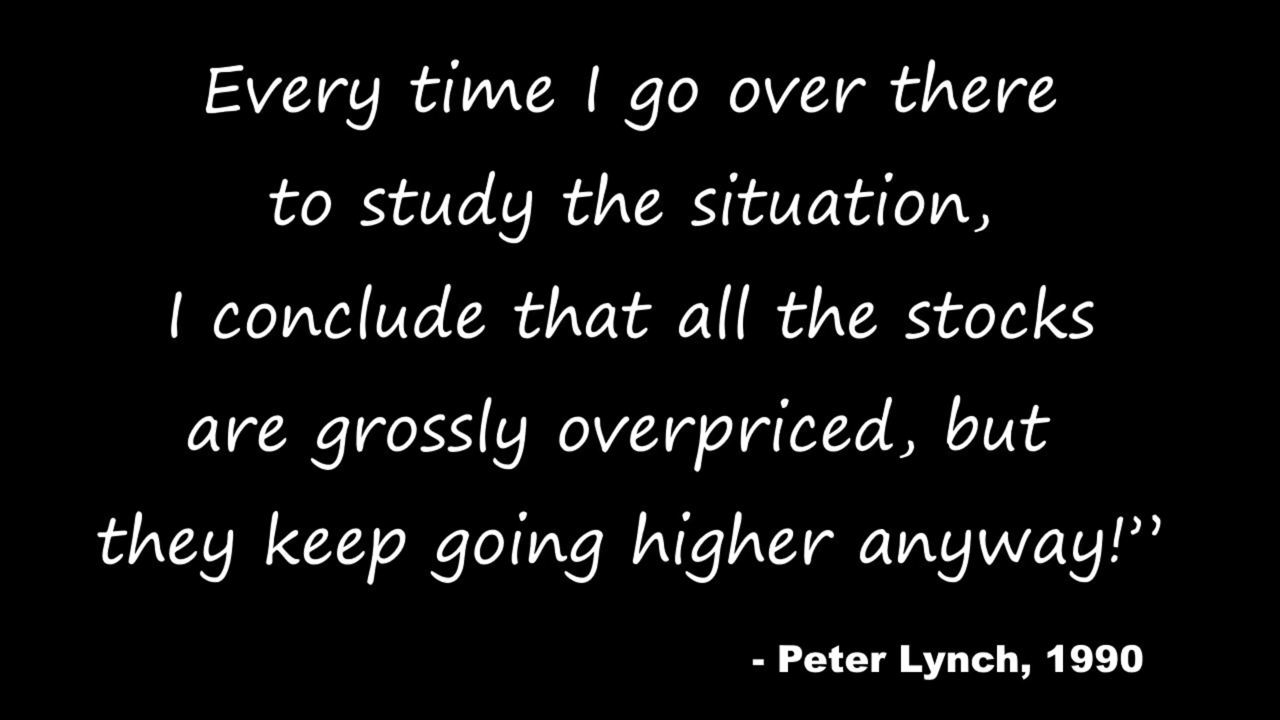 Every time I go over there
to study the situation,
I conclude that all the stocks
are grossly overpriced, but
they keep going higher anyway!”
- Peter Lynch, 1990